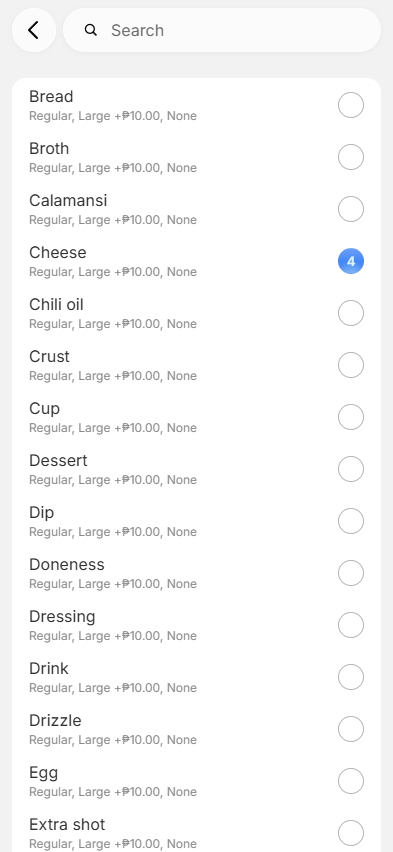 Search
Bread
Regular, Large +₱10.00, None
Broth
Regular, Large +₱10.00, None
Calamansi
Regular, Large +₱10.00, None
Cheese
4
Regular, Large +₱10.00, None
Chili oil
Regular, Large +₱10.00, None
Crust
Regular, Large +₱10.00, None
Cup
Regular, Large +₱10.00, None
Dessert
Regular, Large +₱10.00, None
Dip
Regular, Large +₱10.00, None
Doneness
Regular, Large +₱10.00, None
Dressing
Regular, Large +₱10.00, None
Drink
Regular, Large +₱10.00, None
Drizzle
Regular, Large +₱10.00, None
Egg
Regular, Large +₱10.00, None
Extra shot
Regular, Large +₱10.00, None